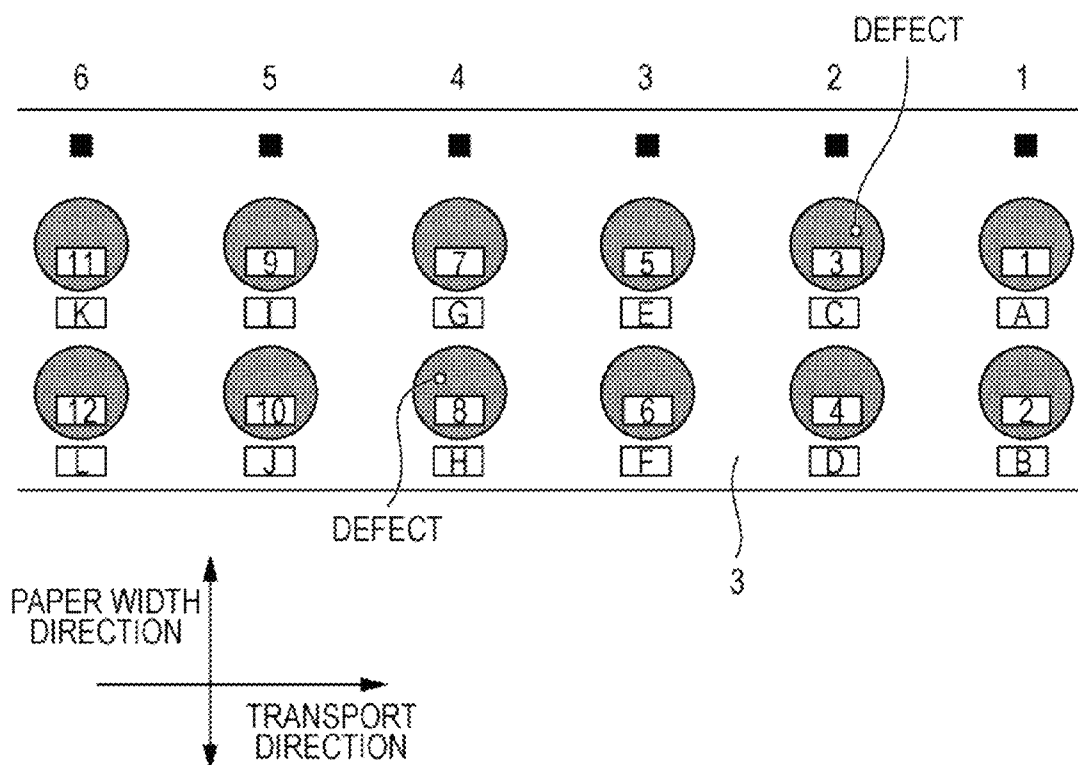 DEFECT
6 5 4 3 2 1
11 9 7 5 3 1
K I G E C A
12 10 8 6 4 2
L J H F D B
DEFECT
3
PAPER WIDTH
DIRECTION
TRANSPORT
DIRECTION